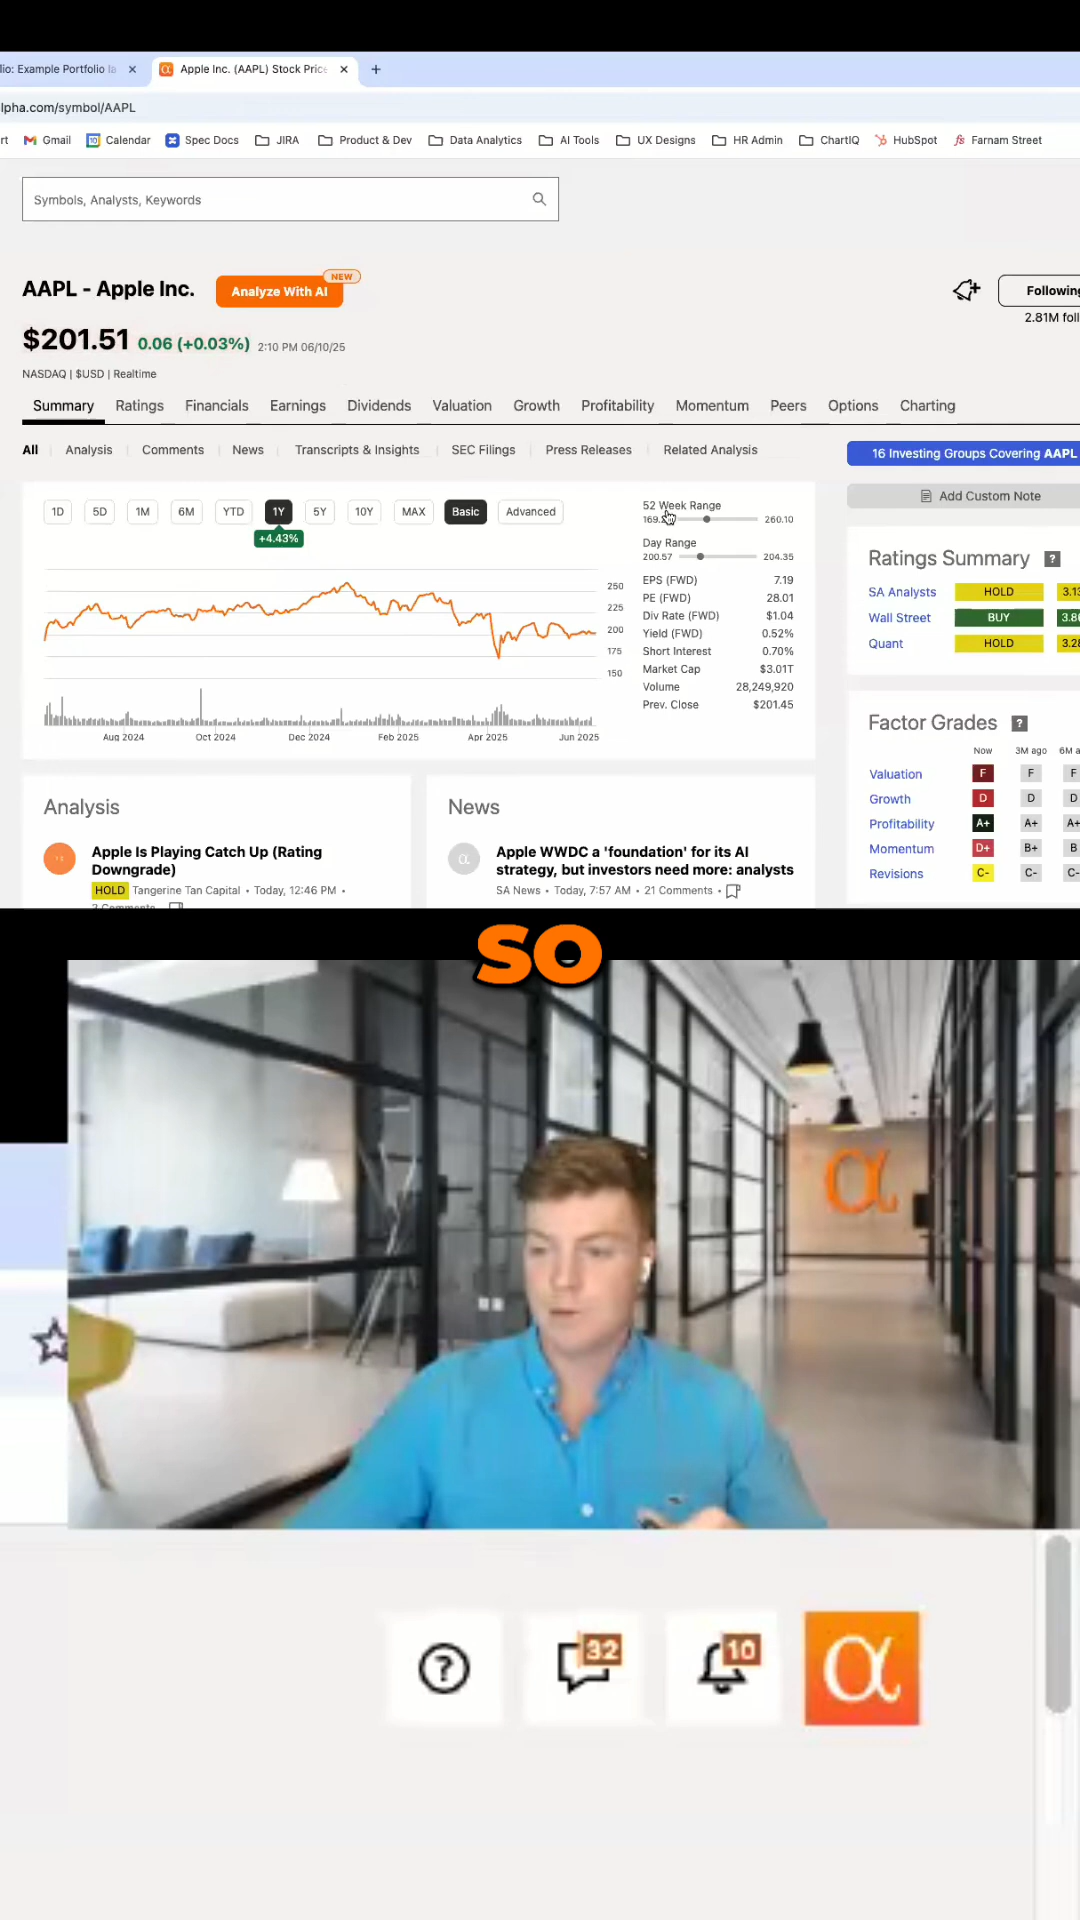 lio: Example Portfolio la
Apple Inc. (AAPL) Stock Price
lpha.com/symbol/AAPL
rt
Gmail
Calendar
Spec Docs
JIRA
Product & Dev
Data Analytics
AI Tools
UX Designs
HR Admin
ChartIQ
HubSpot
Farnam Street
Symbols, Analysts, Keywords
AAPL - Apple Inc.
Analyze With AI
NEW
Following
$201.51 0.06 (+0.03%) 2:10 PM 06/10/25
2.81M foll
NASDAQ | $USD | Realtime
Summary Ratings Financials Earnings Dividends Valuation Growth Profitability Momentum Peers Options Charting
All Analysis Comments News Transcripts & Insights SEC Filings Press Releases Related Analysis
16 Investing Groups Covering AAPL
Add Custom Note
1D 5D 1M 6M YTD 1Y 5Y 10Y MAX Basic Advanced
+4.43%
250
225
200
175
150
Aug 2024 Oct 2024 Dec 2024 Feb 2025 Apr 2025 Jun 2025
52 Week Range
260.10
Day Range
200.57 204.35
EPS (FWD) 7.19
PE (FWD) 28.01
Div Rate (FWD) $1.04
Yield (FWD) 0.52%
Short Interest 0.70%
Market Cap $3.01T
Volume 28,249,920
Prev. Close $201.45
Ratings Summary ?
SA Analysts HOLD 3.13
Wall Street BUY 3.8
Quant HOLD 3.28
Factor Grades ?
Now 3M ago 6M a
Valuation F F F
Growth D D D
Profitability A+ A+ A+
Momentum D+ B+ B
Revisions C- C- C-
Analysis
Apple Is Playing Catch Up (Rating
Downgrade)
HOLD Tangerine Tan Capital • Today, 12:46 PM •
Comments
News
Apple WWDC a 'foundation' for its AI
strategy, but investors need more: analysts
SA News • Today, 7:57 AM • 21 Comments •
SO
α
?
32
10
α